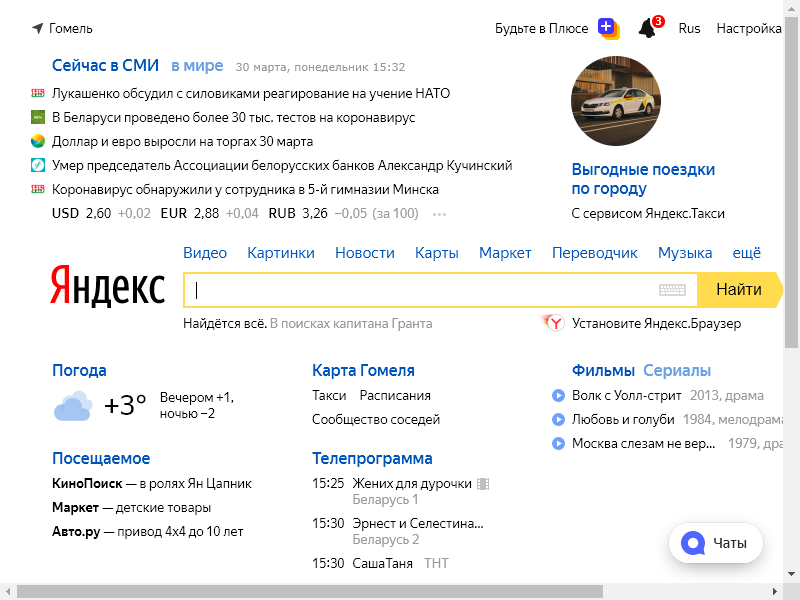 Гомель
Будьте в Плюсе
3
Rus
Настройка
Сейчас в СМИ в мире 30 марта, понедельник 15:32
Лукашенко обсудил с силовиками реагирование на учение НАТО
В Беларуси проведено более 30 тыс. тестов на коронавирус
Доллар и евро выросли на торгах 30 марта
Умер председатель Ассоциации белорусских банков Александр Кучинский
Коронавирус обнаружили у сотрудника в 5-й гимназии Минска
USD 2,60 +0,02 EUR 2,88 +0,04 RUB 3,26 −0,05 (за 100) ···
Выгодные поездки
по городу
С сервисом Яндекс.Такси
Видео Картинки Новости Карты Маркет Переводчик Музыка ещё
Яндекс
Найти
Найдётся всё. В поисках капитана Гранта
Установите Яндекс.Браузер
Погода
+3°
Вечером +1,
ночью −2
Карта Гомеля
Такси Расписания
Сообщество соседей
Фильмы Сериалы
Волк с Уолл-стрит 2013, драма
Любовь и голуби 1984, мелодрама
Москва слезам не вер... 1979, дра
Посещаемое
КиноПоиск — в ролях Ян Цапник
Маркет — детские товары
Авто.ру — привод 4x4 до 10 лет
Телепрограмма
15:25 Жених для дурочки
Беларусь 1
15:30 Эрнест и Селестина...
Беларусь 2
15:30 СашаТаня ТНТ
Чаты